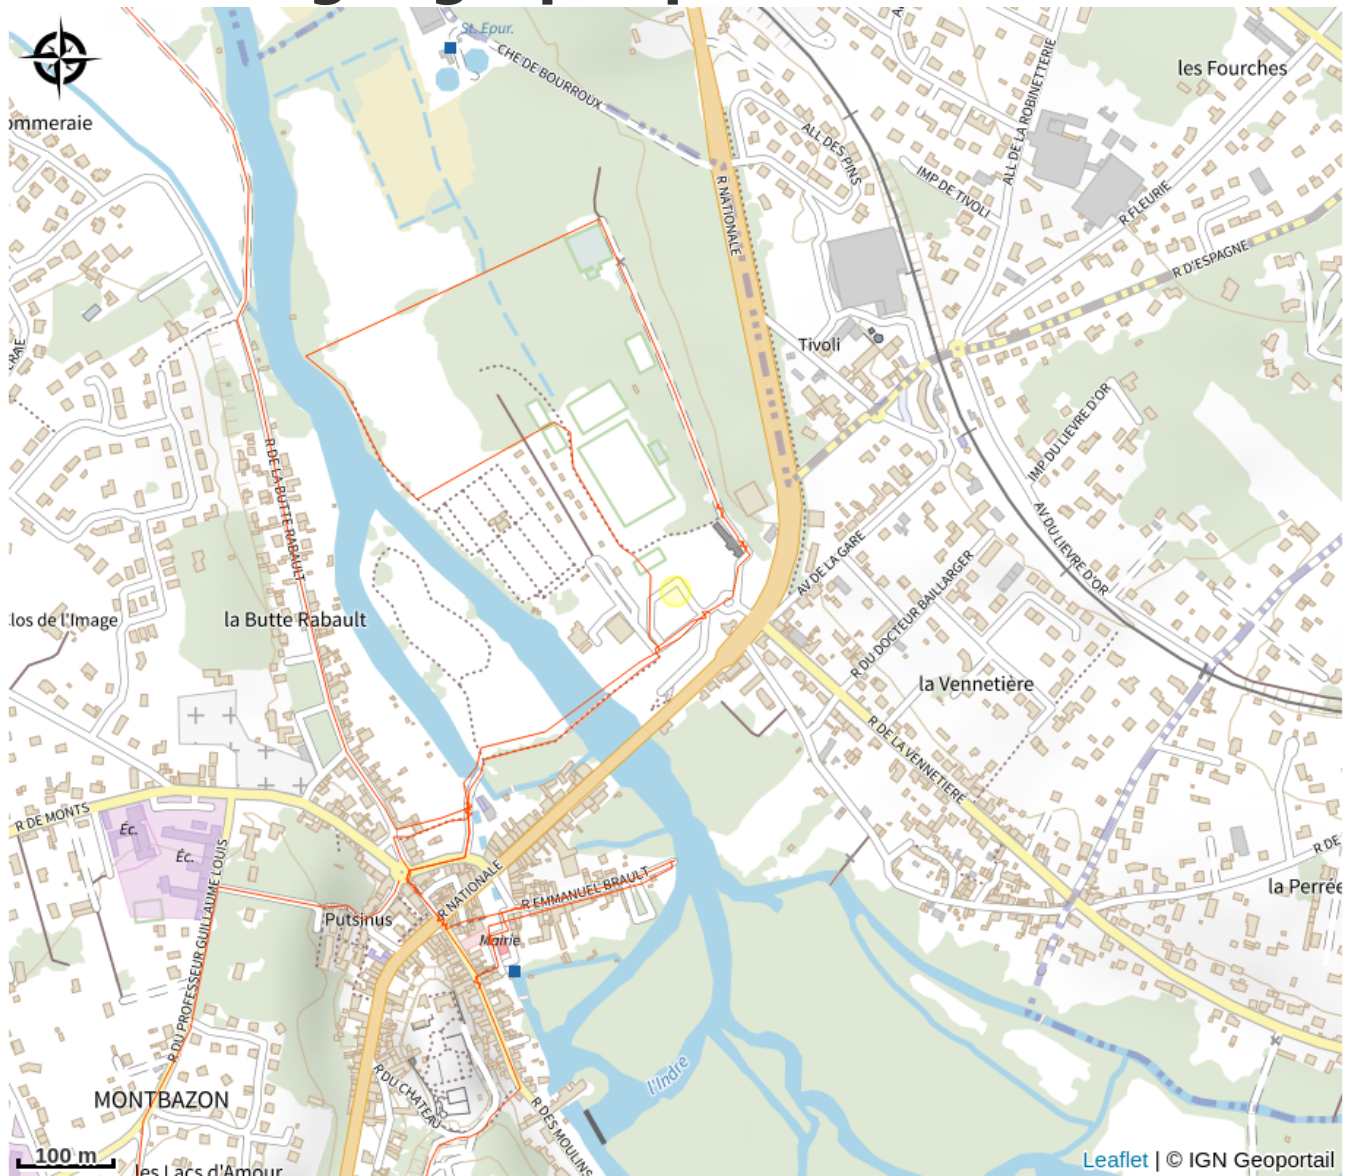 St. Epur.
CHE DE BOURROUX
les Fourches
ommeraie
ALL DE LA ROBINETTERIE
ALL DES PINS
IMP DE TIVOLI
R FLEURIE
R NATIONALE
R D'ESPAGNE
Tivoli
ERAIE
IMP DU LIEVRE D'OR
R DE LA BUTTE RABAULT
AV DU LIEVRE D'OR
AV DE LA GARE
R DU DOCTEUR BAILLARGER
los de l'Image
la Butte Rabault
la Vennetière
R DE LA VENNETIERE
R DE MONTS
Éc.
Éc.
R DE
la Perrée
R NATIONALE
R EMMANUEL BRAULT
Putsinus
Mairie
R DU PROFESSEUR GUILLAUME LOUIS
l'Indre
R DU CHATEAU
MONTBAZON
R DES MOULINS
100 m
les Lacs d'Amour
Leaflet | © IGN Geoportail